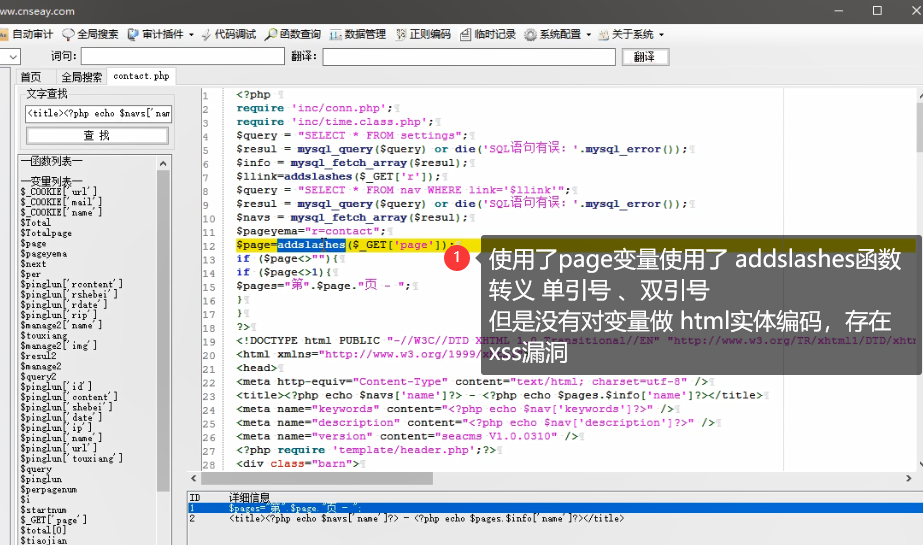 ww.cnseay.com
自动审计 全局搜索 审计插件 代码调试 函数查询 数据管理 正则编码 临时记录 系统配置 关于系统
词句: 翻译: 翻译
首页 全局搜索 contact.php
文字查找
<title><?php echo $navs['nam
查 找
—函数列表—
—变量列表—
$_COOKIE['url']
$_COOKIE['mail']
$_COOKIE['name']
$Total
$Totalpage
$page
$pageyema
$next
$per
$pinglun['rcontent']
$pinglun['rshebei']
$pinglun['rdate']
$pinglun['rip']
$manage2['name']
$touxiang
$manage2['img']
$resul2
$manage2
$query2
$pinglun['id']
$pinglun['content']
$pinglun['shebei']
$pinglun['date']
$pinglun['ip']
$pinglun['name']
$pinglun['url']
$pinglun['touxiang']
$query
$pinglun
$perpagenum
$i
$startnum
$_GET['page']
$total[0]
$tiaojian
1 <?php
2 require 'inc/conn.php';
3 require 'inc/time.class.php';
4 $query = "SELECT * FROM settings";
5 $resul = mysql_query($query) or die('SQL语句有误: '.mysql_error());
6 $info = mysql_fetch_array($resul);
7 $llink=addslashes($_GET['r']);
8 $query = "SELECT * FROM nav WHERE link='$llink'";
9 $resul = mysql_query($query) or die('SQL语句有误: '.mysql_error());
10 $navs = mysql_fetch_array($resul);
11 $pageyema="r=contact";
12 $page=addslashes($_GET['page']);
13 if ($page<>""){
14 if ($page<>1){
15 $pages="第".$page."页 - ";
16 }
17 }
18 ?>
19 <!DOCTYPE html PUBLIC "-//W3C//DTD XHTML 1.0 Transitional//EN" "http://www.w3.org/TR/xhtml1/DTD/xhtm
20 <html xmlns="http://www.w3.org/1999/
21 <head>
22 <meta http-equiv="Content-Type" content="text/html; charset=utf-8" />
23 <title><?php echo $navs['name']?> - <?php echo $pages.$info['name']?></title>
24 <meta name="keywords" content="<?php echo $nav['keywords']?>" />
25 <meta name="description" content="<?php echo $nav['description']?>" />
26 <meta name="version" content="seacms V1.0.0310" />
27 <?php require 'template/header.php';?>
28 <div class="barn">
1
使用了page变量使用了 addslashes函数
转义 单引号 、双引号
但是没有对变量做 html实体编码，存在
xss漏洞
ID 详细信息
1 $pages="第".$page."页 - ";
2 <title><?php echo $navs['name']?> - <?php echo $pages.$info['name']?></title>